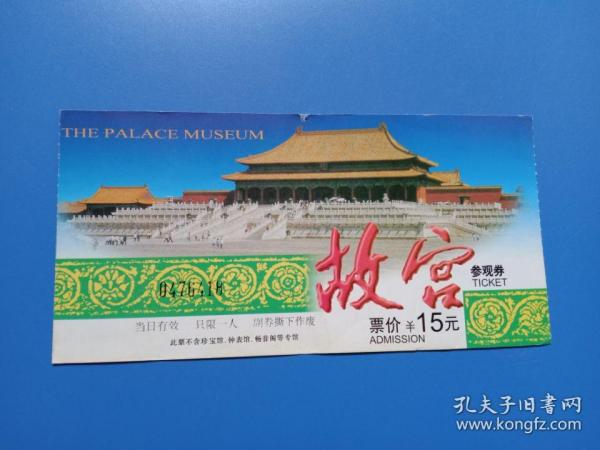 THE PALACE MUSEUM
故宫
参观券
TICKET
0476418
票价￥15元
ADMISSION
当日有效 只限一人 副券撕下作废
此票不含珍宝馆、钟表馆、畅音阁等专馆
孔夫子旧书网
www.kongfz.com